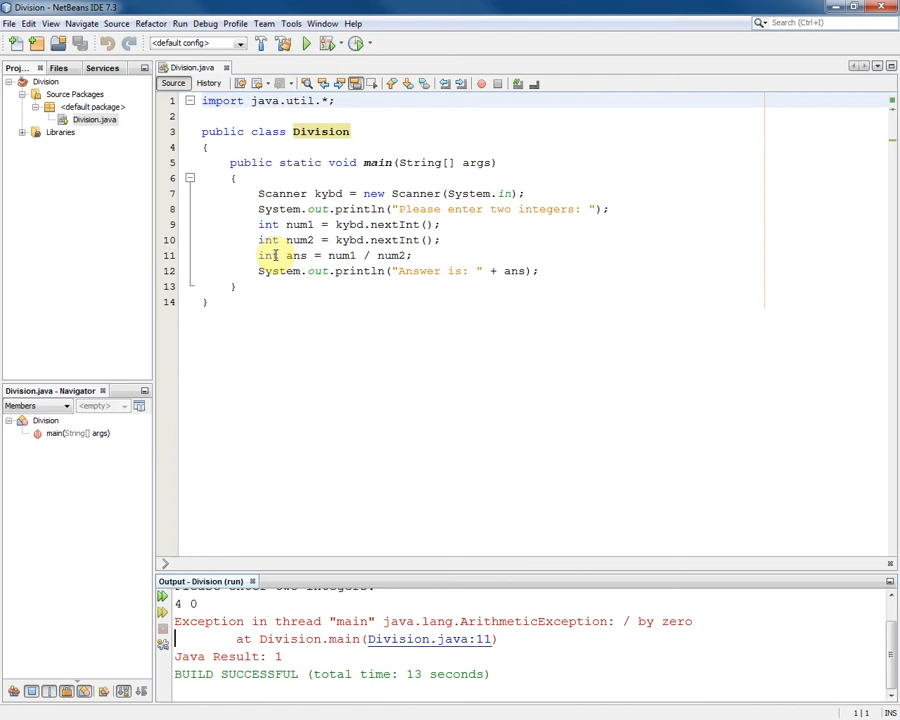 Division - NetBeans IDE 7.3
File Edit View Navigate Source Refactor Run Debug Profile Team Tools Window Help
Search (Ctrl+I)
<default config>
Proj... Files Services
Division
Source Packages
<default package>
Division.java
Libraries
Division.java
Source History
1 import java.util.*;
2
3 public class Division
4 {
5 public static void main(String[] args)
6 {
7 Scanner kybd = new Scanner(System.in);
8 System.out.println("Please enter two integers: ");
9 int num1 = kybd.nextInt();
10 int num2 = kybd.nextInt();
11 int ans = num1 / num2;
12 System.out.println("Answer is: " + ans);
13 }
14 }
Division.java - Navigator
Members <empty>
Division
main(String[] args)
Output - Division (run)
Please enter two integers:
4 0
Exception in thread "main" java.lang.ArithmeticException: / by zero
at Division.main(Division.java:11)
Java Result: 1
BUILD SUCCESSFUL (total time: 13 seconds)
1 | 1 INS